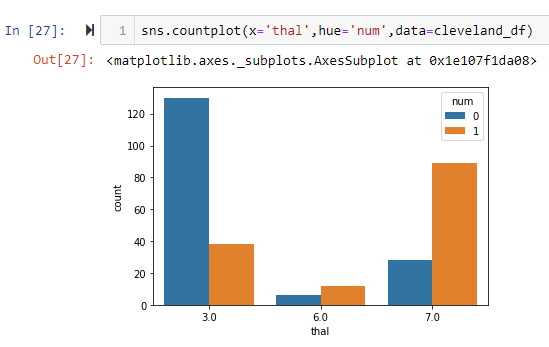 In [27]:
1 sns.countplot(x='thal',hue='num',data=cleveland_df)
Out[27]: <matplotlib.axes._subplots.AxesSubplot at 0x1e107f1da08>
num
0
1
120
100
80
60
40
20
0
count
3.0 6.0 7.0
thal